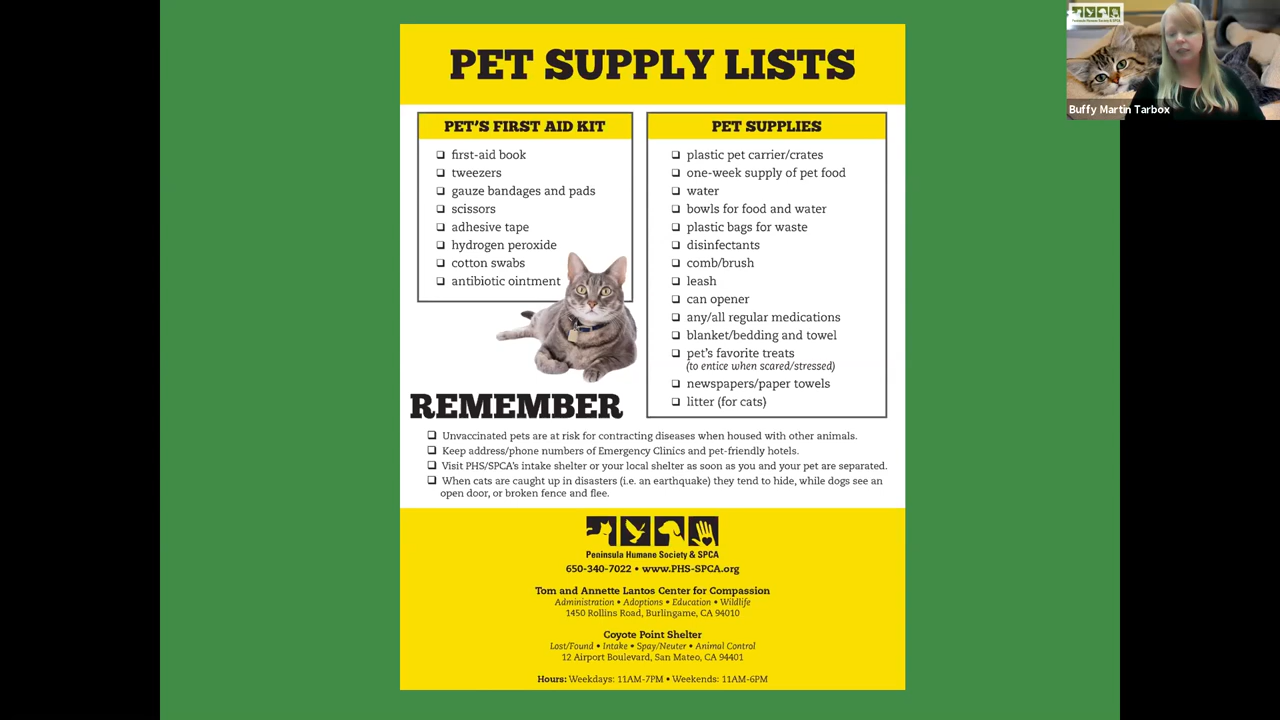 PET SUPPLY LISTS
PET'S FIRST AID KIT
first-aid book
tweezers
gauze bandages and pads
scissors
adhesive tape
hydrogen peroxide
cotton swabs
antibiotic ointment
PET SUPPLIES
plastic pet carrier/crates
one-week supply of pet food
water
bowls for food and water
plastic bags for waste
disinfectants
comb/brush
leash
can opener
any/all regular medications
blanket/bedding and towel
pet's favorite treats
(to entice when scared/stressed)
newspapers/paper towels
litter (for cats)
REMEMBER
Unvaccinated pets are at risk for contracting diseases when housed with other animals.
Keep address/phone numbers of Emergency Clinics and pet-friendly hotels.
Visit PHS/SPCA's intake shelter or your local shelter as soon as you and your pet are separated.
When cats are caught up in disasters (i.e. an earthquake) they tend to hide, while dogs see an
open door, or broken fence and flee.
Peninsula Humane Society & SPCA
650-340-7022 • www.PHS-SPCA.org
Tom and Annette Lantos Center for Compassion
Administration • Adoptions • Education • Wildlife
1450 Rollins Road, Burlingame, CA 94010
Coyote Point Shelter
Lost/Found • Intake • Spay/Neuter • Animal Control
12 Airport Boulevard, San Mateo, CA 94401
Hours: Weekdays: 11AM-7PM • Weekends: 11AM-6PM
Peninsula Humane Society & SPCA
Buffy Martin Tarbox